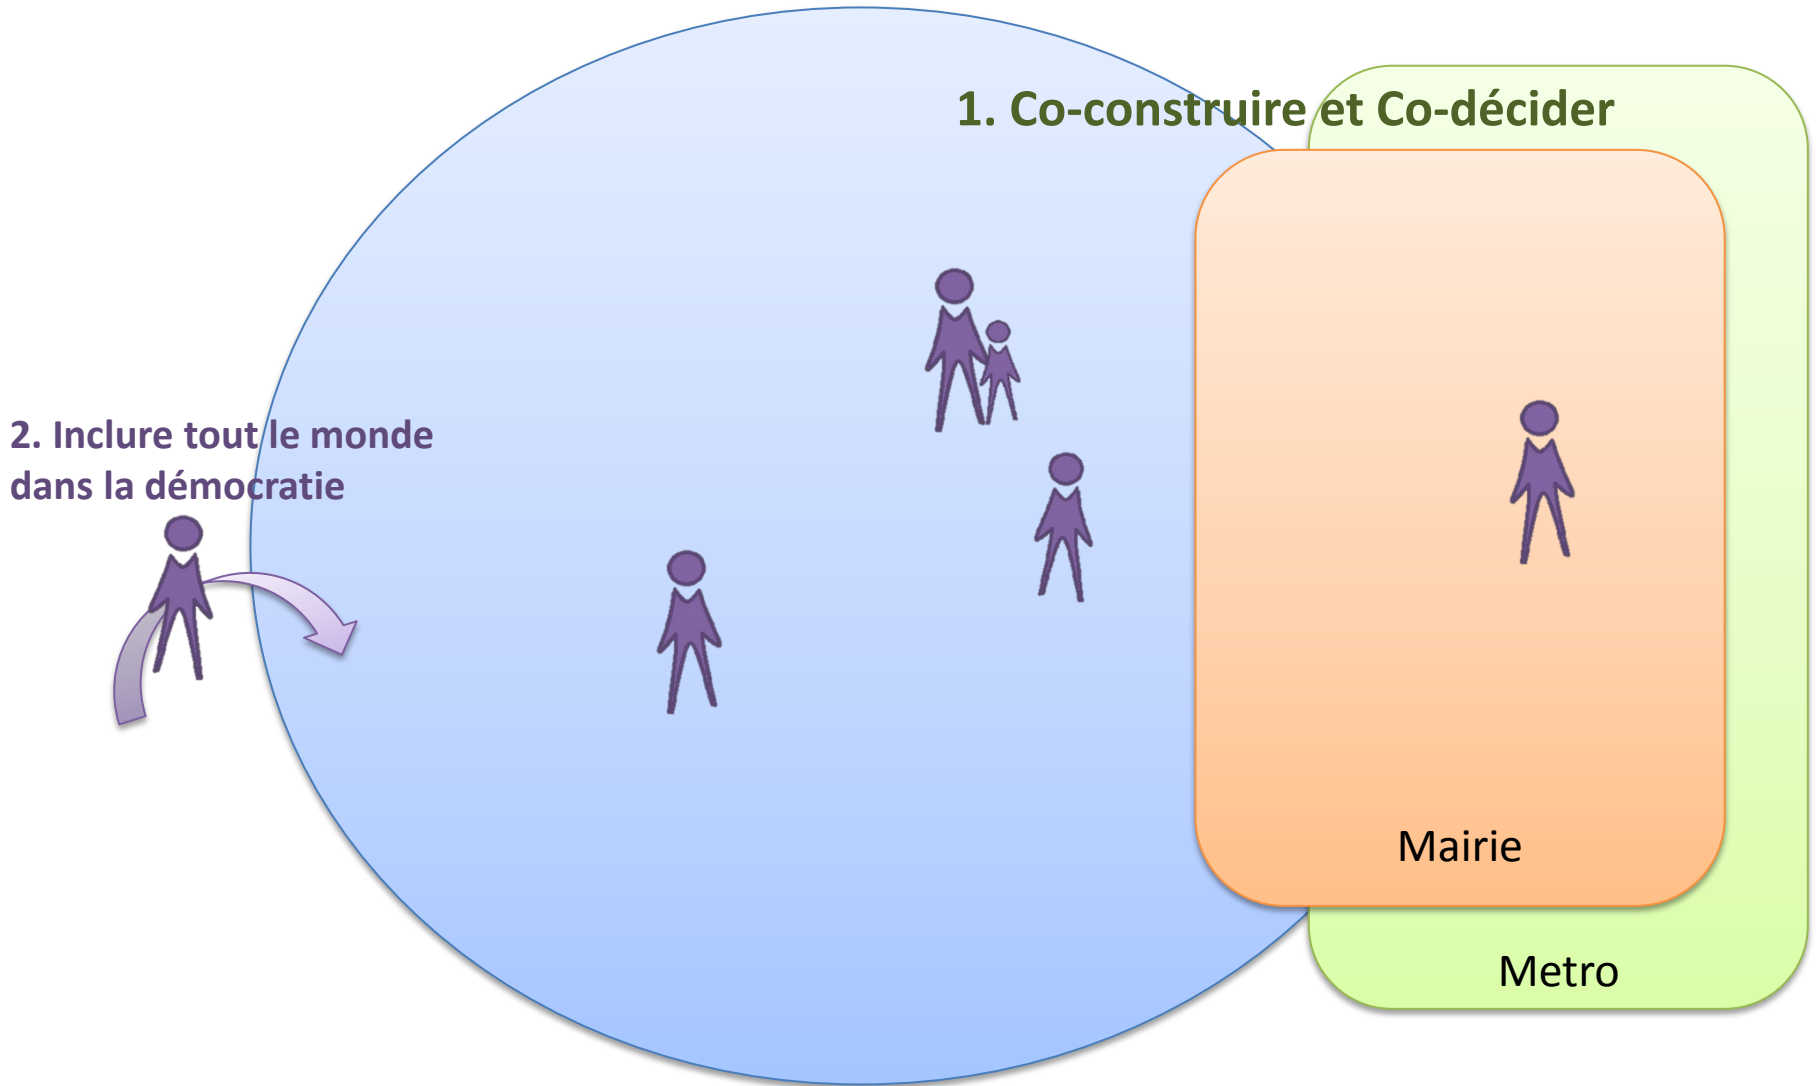 1. Co-construire et Co-décider
2. Inclure tout le monde
dans la démocratie
Mairie
Metro